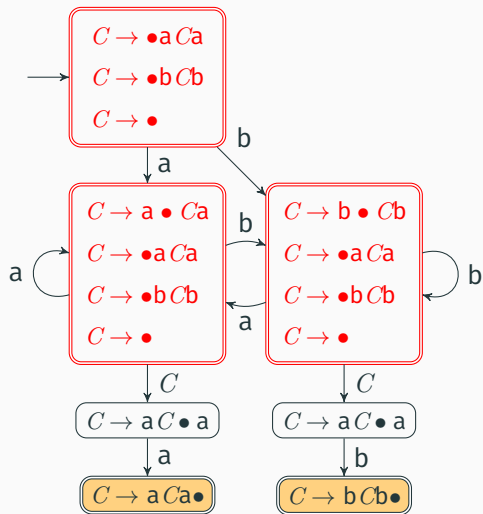 C → •aCa
C → •bCb
C → •
a
b
C → a • Ca
C → •aCa
C → •bCb
C → •
a
b
a
C → b • Cb
C → •aCa
C → •bCb
C → •
b
C
C
C → aC • a
C → aC • a
a
b
C → aCa•
C → bCb•